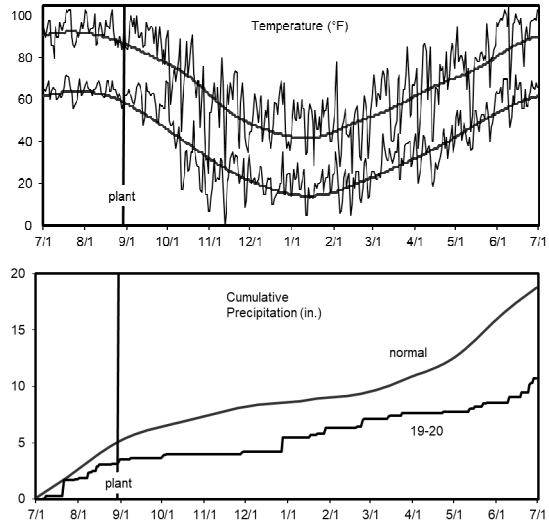 100
Temperature (°F)
80
60
40
20
plant
0
7/1 8/1 9/1 10/1 11/1 12/1 1/1 2/1 3/1 4/1 5/1 6/1 7/1
20
Cumulative
Precipitation (in.)
15
normal
10
19-20
5
plant
0
7/1 8/1 9/1 10/1 11/1 12/1 1/1 2/1 3/1 4/1 5/1 6/1 7/1